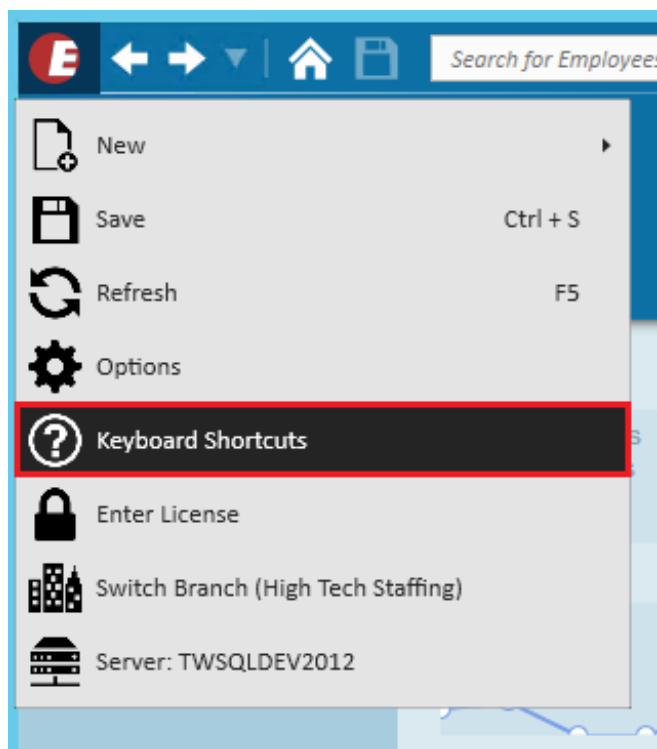 E
Search for Employees
New
Save Ctrl + S
Refresh F5
Options
Keyboard Shortcuts
Enter License
Switch Branch (High Tech Staffing)
Server: TWSQLDEV2012